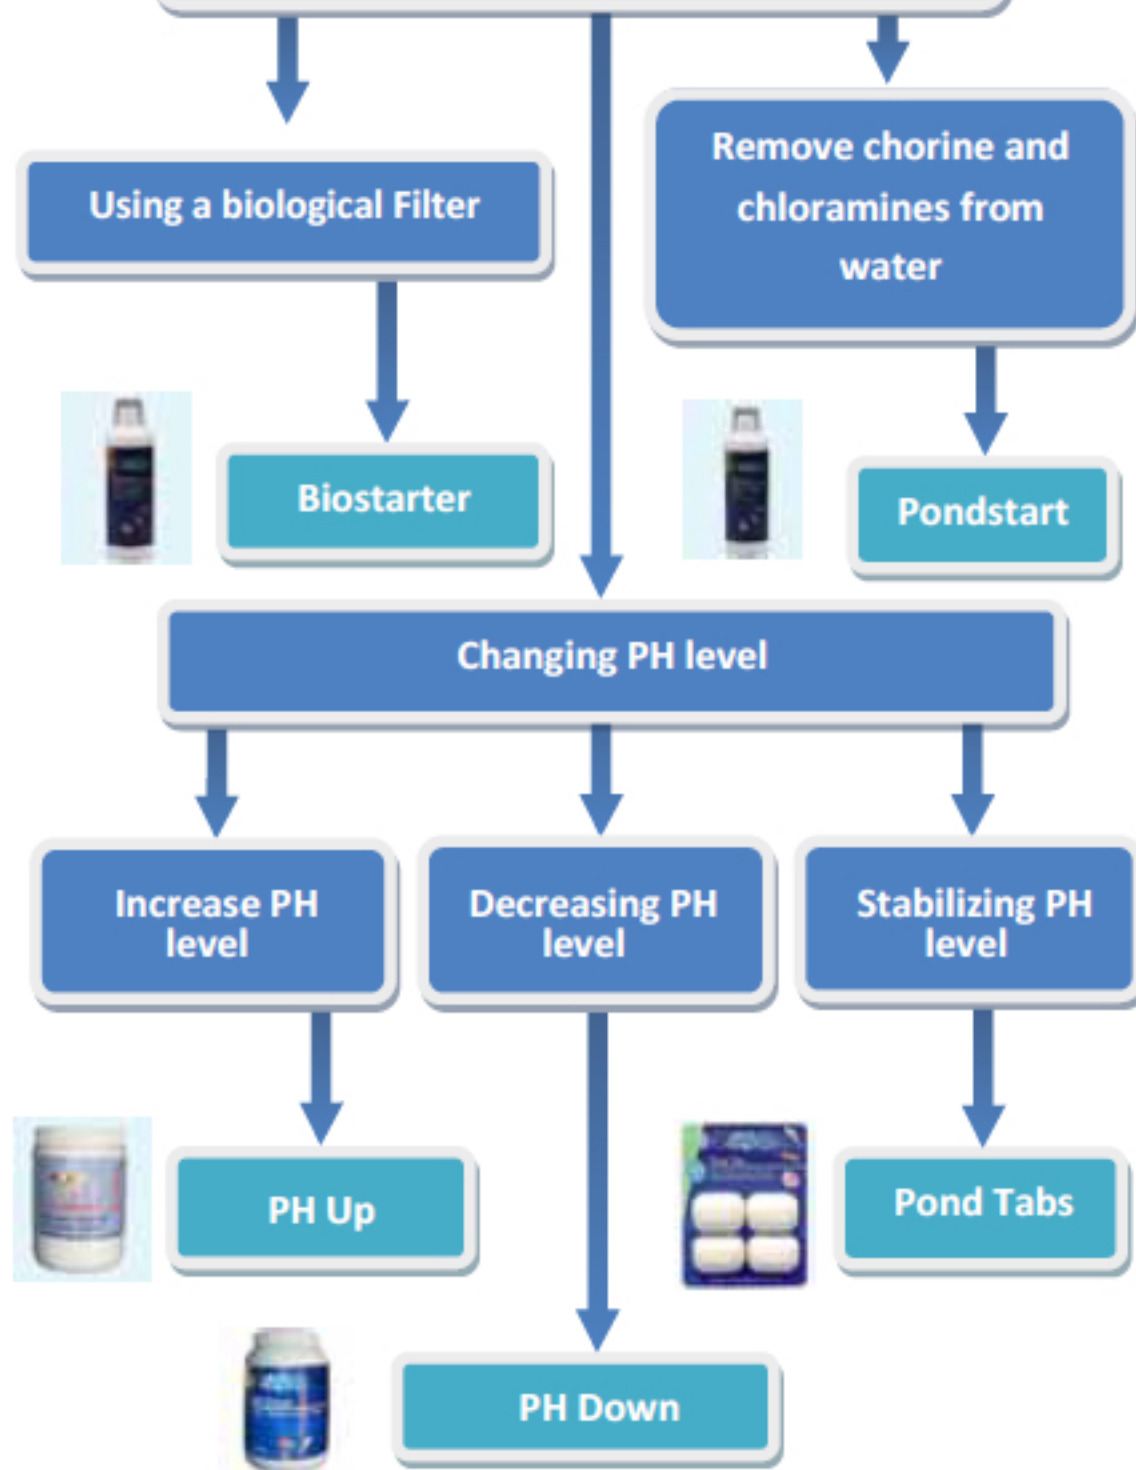 Using a biological Filter
Remove chorine and
chloramines from
water
Biostarter
Pondstart
Changing PH level
Increase PH
level
Decreasing PH
level
Stabilizing PH
level
PH Up
Pond Tabs
PH Down